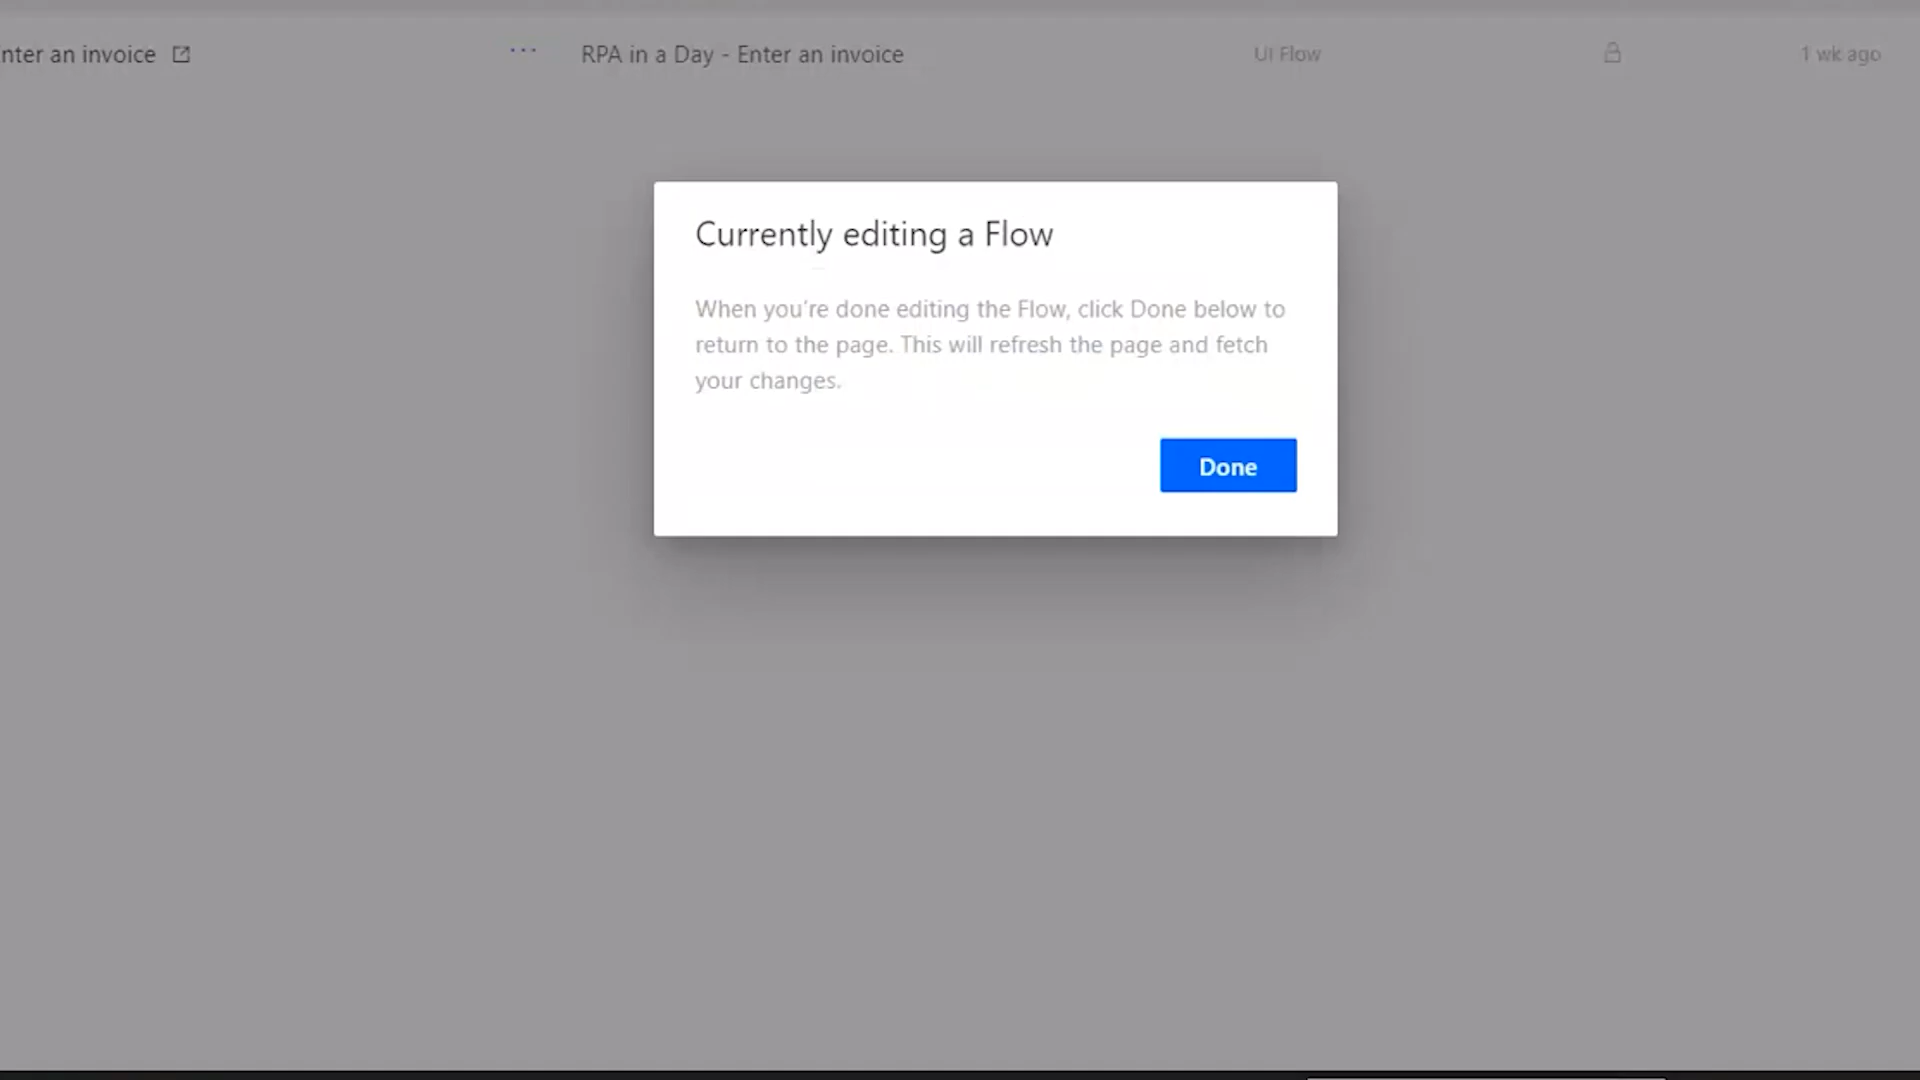 nter an invoice ... RPA in a Day - Enter an invoice UI Flow 1 wk ago
Currently editing a Flow
When you're done editing the Flow, click Done below to
return to the page. This will refresh the page and fetch
your changes.
Done